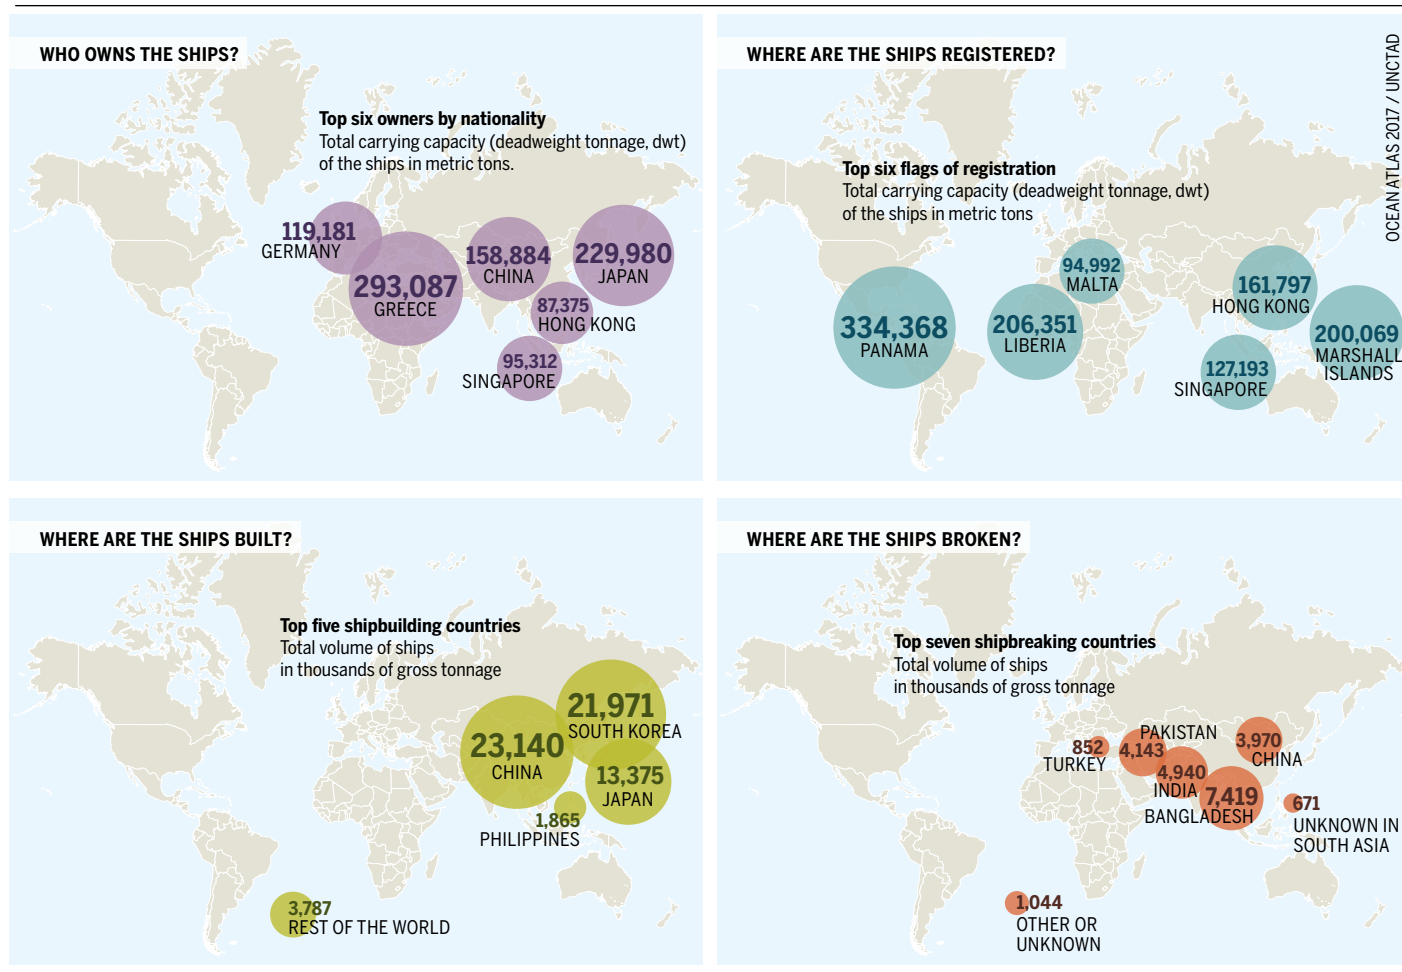 WHO OWNS THE SHIPS?
Top six owners by nationality
Total carrying capacity (deadweight tonnage, dwt)
of the ships in metric tons.
119,181
GERMANY
293,087
GREECE
158,884
CHINA
229,980
JAPAN
87,375
HONG KONG
95,312
SINGAPORE
WHERE ARE THE SHIPS REGISTERED?
Top six flags of registration
Total carrying capacity (deadweight tonnage, dwt)
of the ships in metric tons
334,368
PANAMA
206,351
LIBERIA
94,992
MALTA
161,797
HONG KONG
200,069
MARSHALL
ISLANDS
127,193
SINGAPORE
OCEAN ATLAS 2017 / UNCTAD
WHERE ARE THE SHIPS BUILT?
Top five shipbuilding countries
Total volume of ships
in thousands of gross tonnage
21,971
SOUTH KOREA
23,140
CHINA
13,375
JAPAN
1,865
PHILIPPINES
3,787
REST OF THE WORLD
WHERE ARE THE SHIPS BROKEN?
Top seven shipbreaking countries
Total volume of ships
in thousands of gross tonnage
852
TURKEY
PAKISTAN
4,143
4,940
INDIA
7,419
BANGLADESH
3,970
CHINA
671
UNKNOWN IN
SOUTH ASIA
1,044
OTHER OR
UNKNOWN